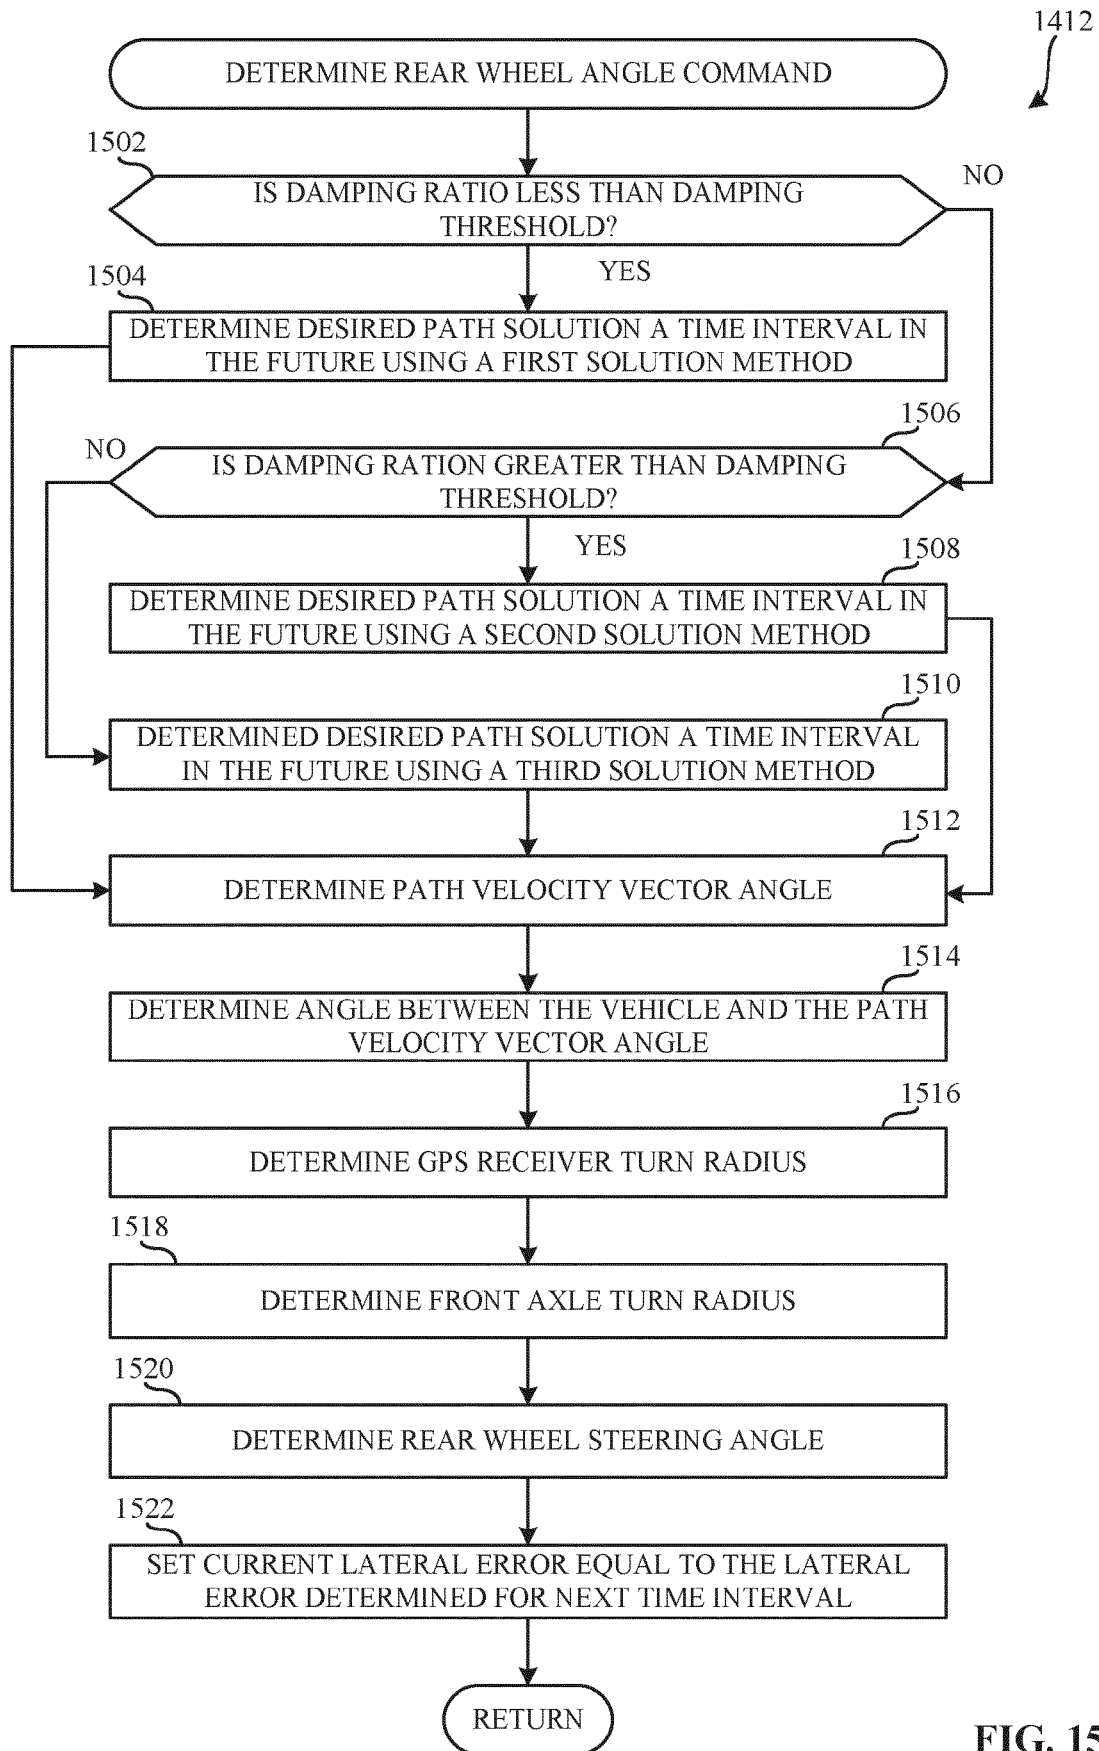 1412
DETERMINE REAR WHEEL ANGLE COMMAND
1502
IS DAMPING RATIO LESS THAN DAMPING
THRESHOLD?
NO
YES
1504
DETERMINE DESIRED PATH SOLUTION A TIME INTERVAL IN
THE FUTURE USING A FIRST SOLUTION METHOD
1506
NO
IS DAMPING RATION GREATER THAN DAMPING
THRESHOLD?
YES
1508
DETERMINE DESIRED PATH SOLUTION A TIME INTERVAL IN
THE FUTURE USING A SECOND SOLUTION METHOD
1510
DETERMINED DESIRED PATH SOLUTION A TIME INTERVAL
IN THE FUTURE USING A THIRD SOLUTION METHOD
1512
DETERMINE PATH VELOCITY VECTOR ANGLE
1514
DETERMINE ANGLE BETWEEN THE VEHICLE AND THE PATH
VELOCITY VECTOR ANGLE
1516
DETERMINE GPS RECEIVER TURN RADIUS
1518
DETERMINE FRONT AXLE TURN RADIUS
1520
DETERMINE REAR WHEEL STEERING ANGLE
1522
SET CURRENT LATERAL ERROR EQUAL TO THE LATERAL
ERROR DETERMINED FOR NEXT TIME INTERVAL
RETURN
FIG. 15